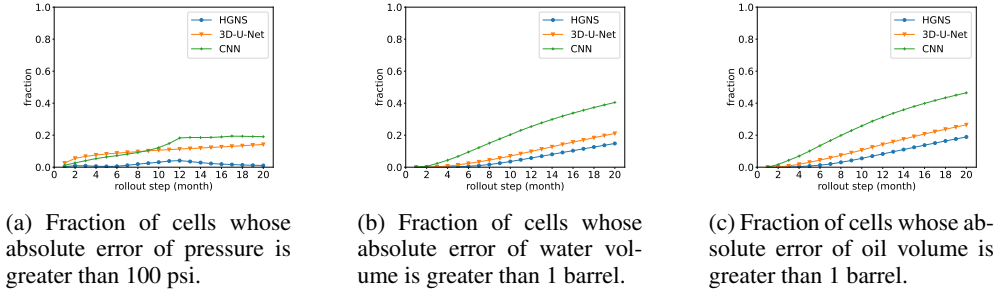 1.0
0.8
0.6
0.4
0.2
0.0
fraction
0 2 4 6 8 10 12 14 16 18 20
rollout step (month)
HGNS
3D-U-Net
CNN
(a) Fraction of cells whose
absolute error of pressure is
greater than 100 psi.
1.0
0.8
0.6
0.4
0.2
0.0
fraction
0 2 4 6 8 10 12 14 16 18 20
rollout step (month)
HGNS
3D-U-Net
CNN
(b) Fraction of cells whose
absolute error of water vol-
ume is greater than 1 barrel.
1.0
0.8
0.6
0.4
0.2
0.0
fraction
0 2 4 6 8 10 12 14 16 18 20
rollout step (month)
HGNS
3D-U-Net
CNN
(c) Fraction of cells whose ab-
solute error of oil volume is
greater than 1 barrel.